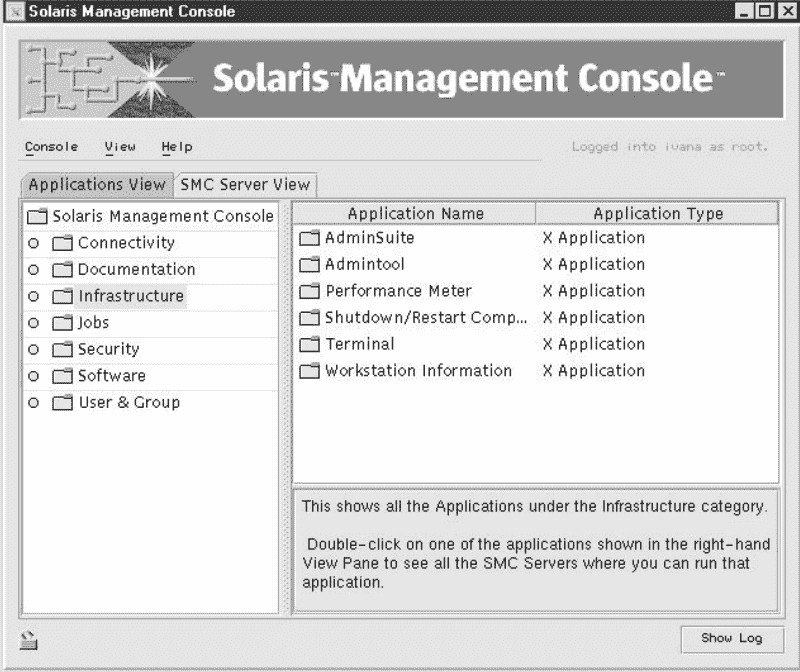 Solaris Management Console
Solaris™Management Console™
Console View Help
Logged into ivana as root.
Applications View SMC Server View
Solaris Management Console
Connectivity
Documentation
Infrastructure
Jobs
Security
Software
User & Group
Application Name Application Type
AdminSuite X Application
Admintool X Application
Performance Meter X Application
Shutdown/Restart Comp... X Application
Terminal X Application
Workstation Information X Application
This shows all the Applications under the Infrastructure category.
Double-click on one of the applications shown in the right-hand
View Pane to see all the SMC Servers where you can run that
application.
Show Log